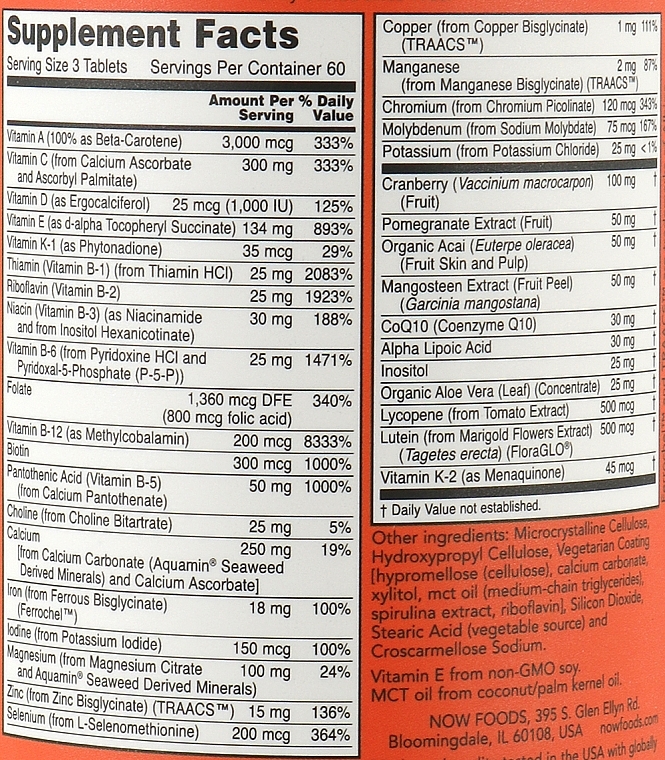 Supplement Facts
Serving Size 3 Tablets Servings Per Container 60
Amount Per Serving % Daily Value
Vitamin A (100% as Beta-Carotene) 3,000 mcg 333%
Vitamin C (from Calcium Ascorbate 300 mg 333%
and Ascorbyl Palmitate)
Vitamin D (as Ergocalciferol) 25 mcg (1,000 IU) 125%
Vitamin E (as d-alpha Tocopheryl Succinate) 134 mg 893%
Vitamin K-1 (as Phytonadione) 35 mcg 29%
Thiamin (Vitamin B-1) (from Thiamin HCl) 25 mg 2083%
Riboflavin (Vitamin B-2) 25 mg 1923%
Niacin (Vitamin B-3) (as Niacinamide 30 mg 188%
and from Inositol Hexanicotinate)
Vitamin B-6 (from Pyridoxine HCl and 25 mg 1471%
Pyridoxal-5-Phosphate (P-5-P))
Folate 1,360 mcg DFE 340%
(800 mcg folic acid)
Vitamin B-12 (as Methylcobalamin) 200 mcg 8333%
Biotin 300 mcg 1000%
Pantothenic Acid (Vitamin B-5) 50 mg 1000%
(from Calcium Pantothenate)
Choline (from Choline Bitartrate) 25 mg 5%
Calcium 250 mg 19%
[from Calcium Carbonate (Aquamin® Seaweed
Derived Minerals) and Calcium Ascorbate]
Iron (from Ferrous Bisglycinate) 18 mg 100%
(Ferrochel™)
Iodine (from Potassium Iodide) 150 mcg 100%
Magnesium (from Magnesium Citrate 100 mg 24%
and Aquamin® Seaweed Derived Minerals)
Zinc (from Zinc Bisglycinate) (TRAACS™) 15 mg 136%
Selenium (from L-Selenomethionine) 200 mcg 364%
Copper (from Copper Bisglycinate) 1 mg 111%
(TRAACS™)
Manganese 2 mg 87%
(from Manganese Bisglycinate) (TRAACS™)
Chromium (from Chromium Picolinate) 120 mcg 343%
Molybdenum (from Sodium Molybdate) 75 mcg 167%
Potassium (from Potassium Chloride) 25 mg <1%
Cranberry (Vaccinium macrocarpon) 100 mg †
(Fruit)
Pomegranate Extract (Fruit) 50 mg †
Organic Acai (Euterpe oleracea) 50 mg †
(Fruit Skin and Pulp)
Mangosteen Extract (Fruit Peel) 50 mg †
(Garcinia mangostana)
CoQ10 (Coenzyme Q10) 30 mg †
Alpha Lipoic Acid 30 mg †
Inositol 25 mg †
Organic Aloe Vera (Leaf) (Concentrate) 25 mg †
Lycopene (from Tomato Extract) 500 mcg †
Lutein (from Marigold Flowers Extract) 500 mcg †
(Tagetes erecta) (FloraGLO®)
Vitamin K-2 (as Menaquinone) 45 mcg †
† Daily Value not established.
Other ingredients: Microcrystalline Cellulose,
Hydroxypropyl Cellulose, Vegetarian Coating
[hypromellose (cellulose), calcium carbonate,
xylitol, mct oil (medium-chain triglycerides),
spirulina extract, riboflavin], Silicon Dioxide,
Stearic Acid (vegetable source) and
Croscarmellose Sodium.
Vitamin E from non-GMO soy.
MCT oil from coconut/palm kernel oil.
NOW FOODS, 395 S. Glen Ellyn Rd.
Bloomingdale, IL 60108, USA nowfoods.com
tested in the USA with globally